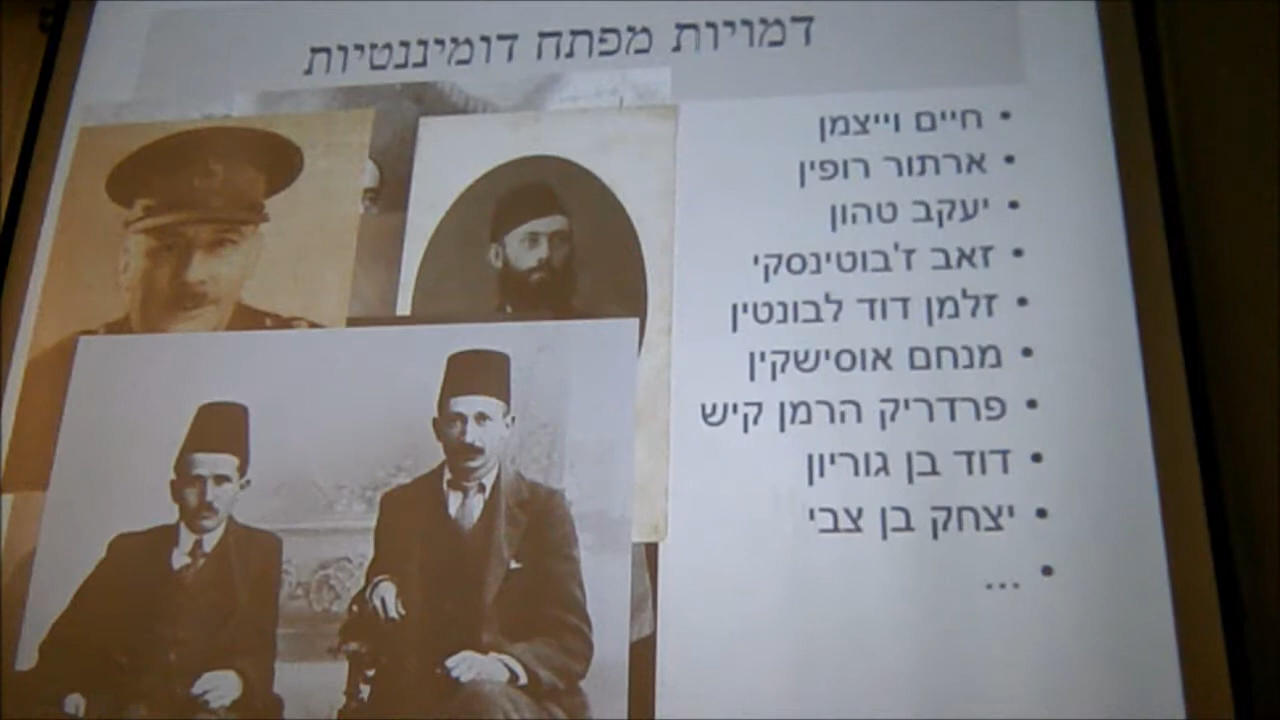 דמויות מפתח דומיננטיות
• חיים וייצמן
• ארתור רופין
• יעקב טהון
• זאב ז'בוטינסקי
• זלמן דוד לבונטין
• מנחם אוסישקין
• פרדריק הרמן קיש
• דוד בן גוריון
• יצחק בן צבי
• ...